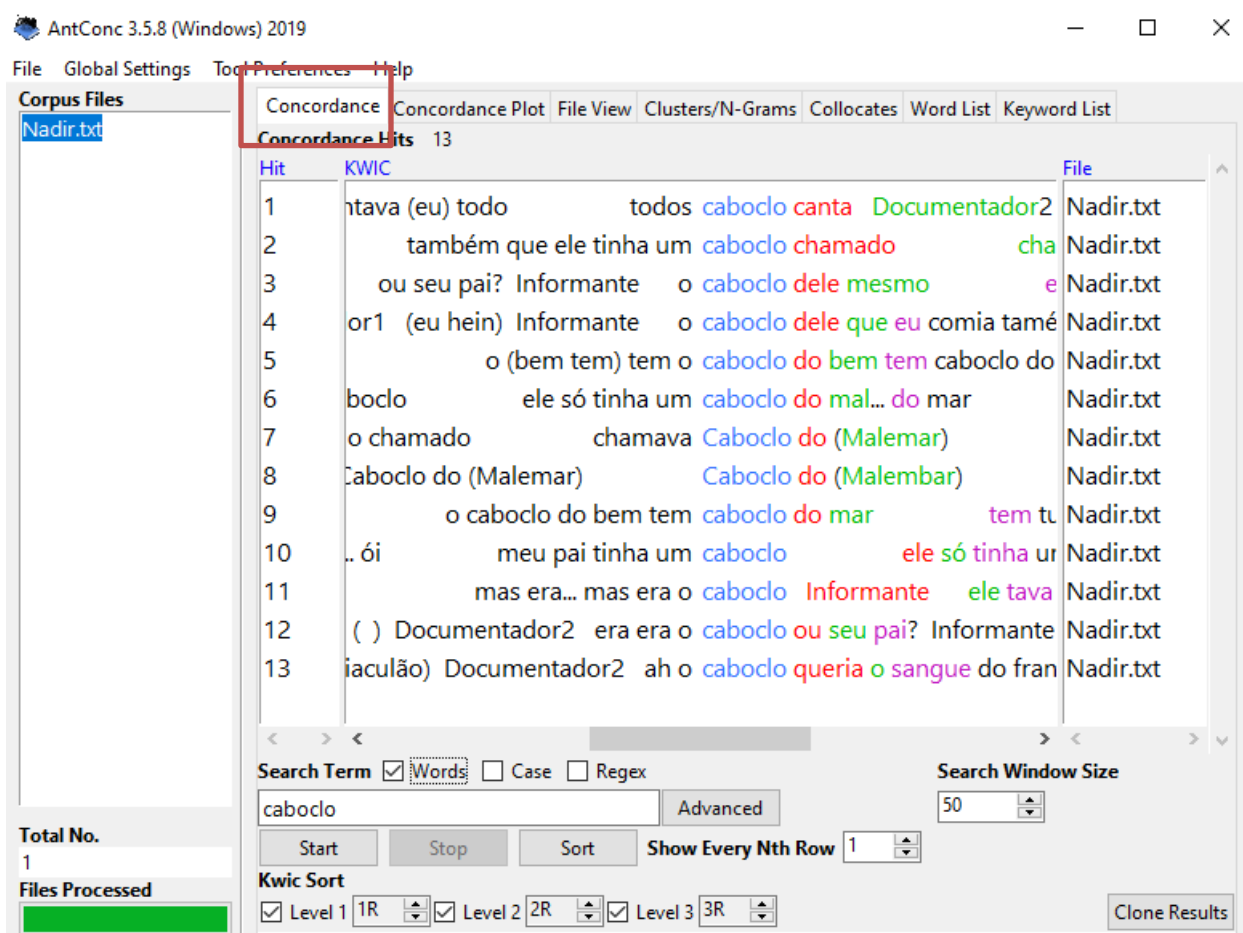 AntConc 3.5.8 (Windows) 2019
File Global Settings Tool Preferences Help
Corpus Files
Nadir.txt
Concordance Concordance Plot File View Clusters/N-Grams Collocates Word List Keyword List
Concordance Hits 13
Hit KWIC File
1 ntava (eu) todo todos caboclo canta Documentador2 Nadir.txt
2 também que ele tinha um caboclo chamado cha Nadir.txt
3 ou seu pai? Informante o caboclo dele mesmo e Nadir.txt
4 or1 (eu hein) Informante o caboclo dele que eu comia tamé Nadir.txt
5 o (bem tem) tem o caboclo do bem tem caboclo do Nadir.txt
6 boclo ele só tinha um caboclo do mal... do mar Nadir.txt
7 o chamado chamava Caboclo do (Malemar) Nadir.txt
8 Caboclo do (Malemar) Caboclo do (Malembar) Nadir.txt
9 o caboclo do bem tem caboclo do mar tem tu Nadir.txt
10 .. ói meu pai tinha um caboclo ele só tinha ur Nadir.txt
11 mas era... mas era o caboclo Informante ele tava Nadir.txt
12 ( ) Documentador2 era era o caboclo ou seu pai? Informante Nadir.txt
13 iaculão) Documentador2 ah o caboclo queria o sangue do fran Nadir.txt
Search Term Words Case Regex Search Window Size
caboclo Advanced 50
Total No.
1
Start Stop Sort Show Every Nth Row 1
Files Processed
Kwic Sort
Level 1 1R Level 2 2R Level 3 3R Clone Results